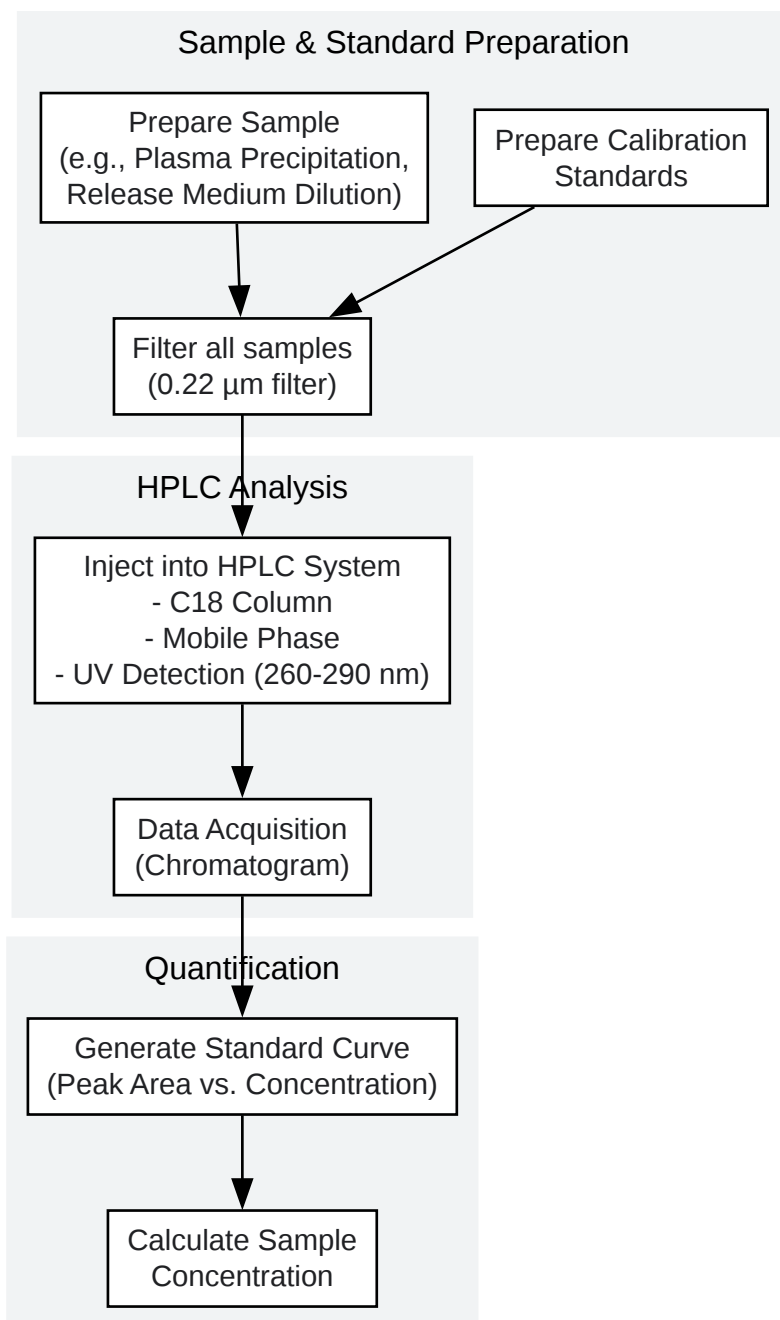 Sample & Standard Preparation
Prepare Sample
(e.g., Plasma Precipitation,
Release Medium Dilution)
Prepare Calibration
Standards
Filter all samples
(0.22 µm filter)
HPLC Analysis
Inject into HPLC System
- C18 Column
- Mobile Phase
- UV Detection (260-290 nm)
Data Acquisition
(Chromatogram)
Quantification
Generate Standard Curve
(Peak Area vs. Concentration)
Calculate Sample
Concentration